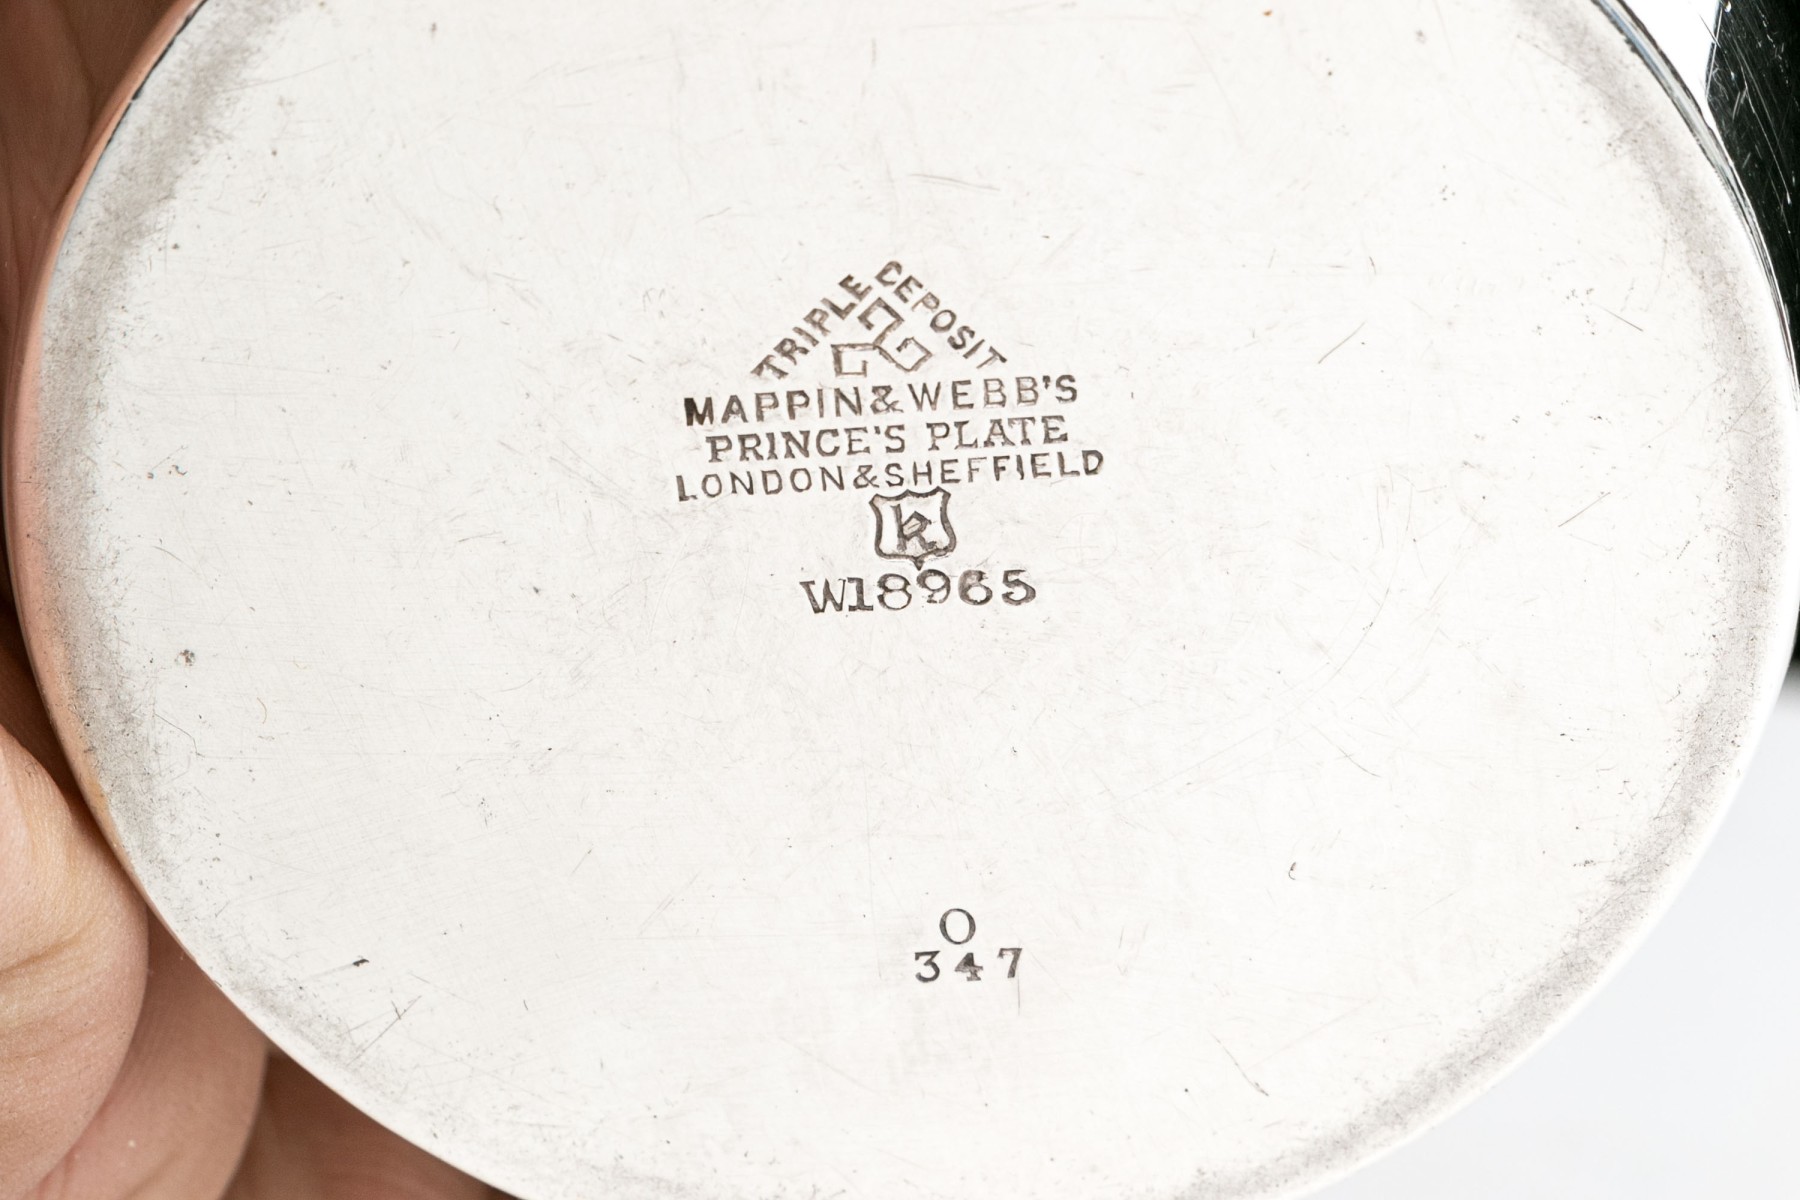 TRIPLE DEPOSIT
MAPPIN&WEBB'S
PRINCE'S PLATE
LONDON&SHEFFIELD
k
W18965
O
347